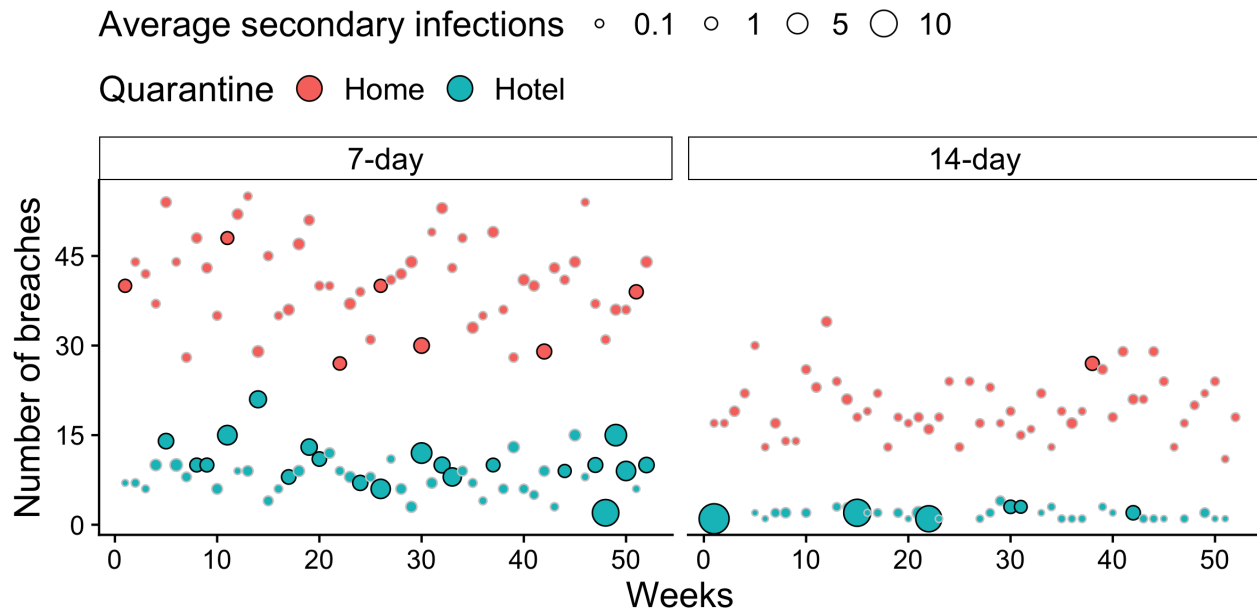 Average secondary infections 0.1 1 5 10
Quarantine Home Hotel
7-day 14-day
Number of breaches
45
30
15
0
0 10 20 30 40 50 0 10 20 30 40 50
Weeks